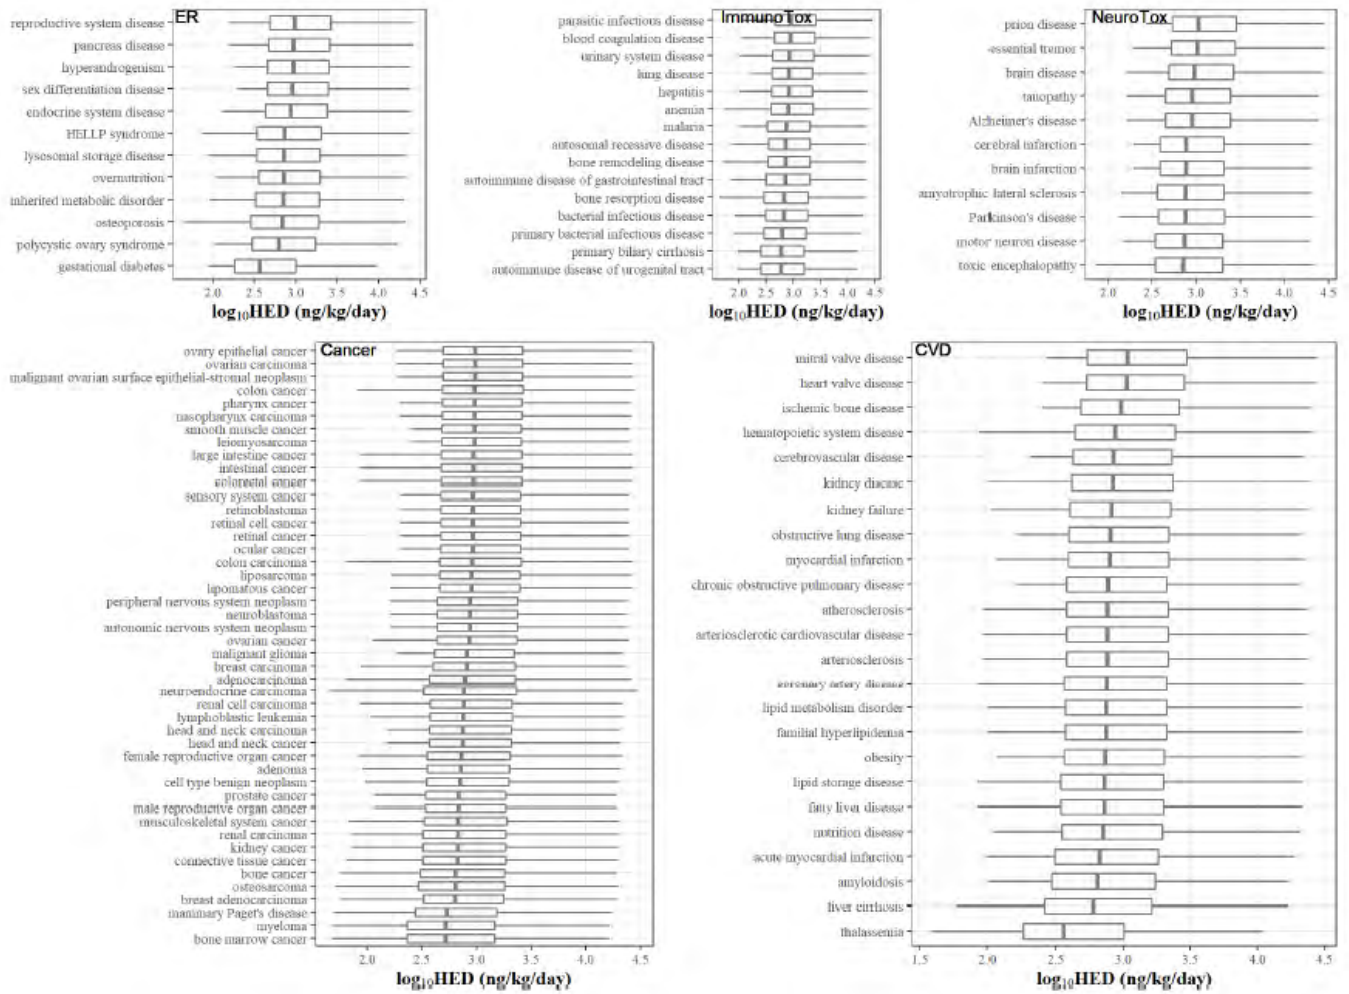 ER
reproductive system disease
pancreas disease
hyperandrogenism
sex differentiation disease
endocrine system disease
HELLP syndrome
lysosomal storage disease
overnutrition
inherited metabolic disorder
osteoporosis
polycystic ovary syndrome
gestational diabetes
2.0 2.5 3.0 3.5 4.0 4.5
log10HED (ng/kg/day)
ImmunoTox
parasitic infectious disease
blood coagulation disease
urinary system disease
lung disease
hepatitis
anemia
malaria
autosomal recessive disease
bone remodeling disease
autoimmune disease of gastrointestinal tract
bone resorption disease
bacterial infectious disease
primary bacterial infectious disease
primary biliary cirrhosis
autoimmune disease of urogenital tract
2.0 2.5 3.0 3.5 4.0 4.5
log10HED (ng/kg/day)
NeuroTox
prion disease
essential tremor
brain disease
tauopathy
Alzheimer's disease
cerebral infarction
brain infarction
amyotrophic lateral sclerosis
Parkinson's disease
motor neuron disease
toxic encephalopathy
2.0 2.5 3.0 3.5 4.0 4.5
log10HED (ng/kg/day)
Cancer
ovary epithelial cancer
ovarian carcinoma
malignant ovarian surface epithelial-stromal neoplasm
colon cancer
pharynx cancer
nasopharynx carcinoma
smooth muscle cancer
leiomyosarcoma
large intestine cancer
intestinal cancer
colorectal cancer
sensory system cancer
retinoblastoma
retinal cell cancer
retinal cancer
ocular cancer
colon carcinoma
liposarcoma
lipomatous cancer
peripheral nervous system neoplasm
neuroblastoma
autonomic nervous system neoplasm
ovarian cancer
malignant glioma
breast carcinoma
adenocarcinoma
neuroendocrine carcinoma
renal cell carcinoma
lymphoblastic leukemia
head and neck carcinoma
head and neck cancer
female reproductive organ cancer
adenoma
cell type benign neoplasm
prostate cancer
male reproductive organ cancer
musculoskeletal system cancer
renal carcinoma
kidney cancer
connective tissue cancer
bone cancer
osteosarcoma
breast adenocarcinoma
mammary Paget's disease
myeloma
bone marrow cancer
2.0 2.5 3.0 3.5 4.0 4.5
log10HED (ng/kg/day)
CVD
mitral valve disease
heart valve disease
ischemic bone disease
hematopoietic system disease
cerebrovascular disease
kidney disease
kidney failure
obstructive lung disease
myocardial infarction
chronic obstructive pulmonary disease
atherosclerosis
arteriosclerotic cardiovascular disease
arteriosclerosis
coronary artery disease
lipid metabolism disorder
familial hyperlipidemia
obesity
lipid storage disease
fatty liver disease
nutrition disease
acute myocardial infarction
amyloidosis
liver cirrhosis
thalassemia
1.5 2.0 2.5 3.0 3.5 4.0 4.5
log10HED (ng/kg/day)